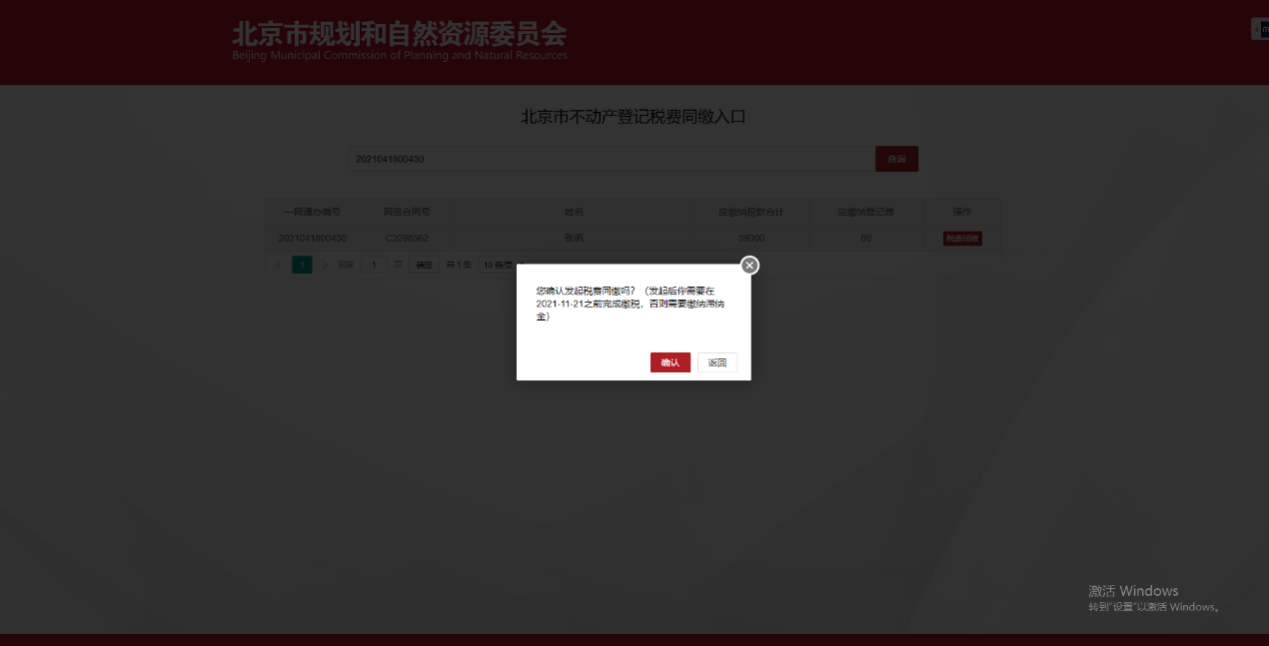 北京市规划和自然资源委员会
Beijing Municipal Commission of Planning and Natural Resources
北京市不动产登记税费同缴入口
2021041800430 查询
一网通办编号 网签合同号 姓名 应缴纳税款合计 应缴纳登记费 操作
2021041800430 C2098562 39000 80 税费同缴
1 到第 1 页 确定 共 1 条 10 条/页
您确认发起税费同缴吗？（发起后你需要在
2021-11-21之前完成缴税，否则需要缴纳滞纳
金）
确认 返回
激活 Windows
转到"设置"以激活 Windows。